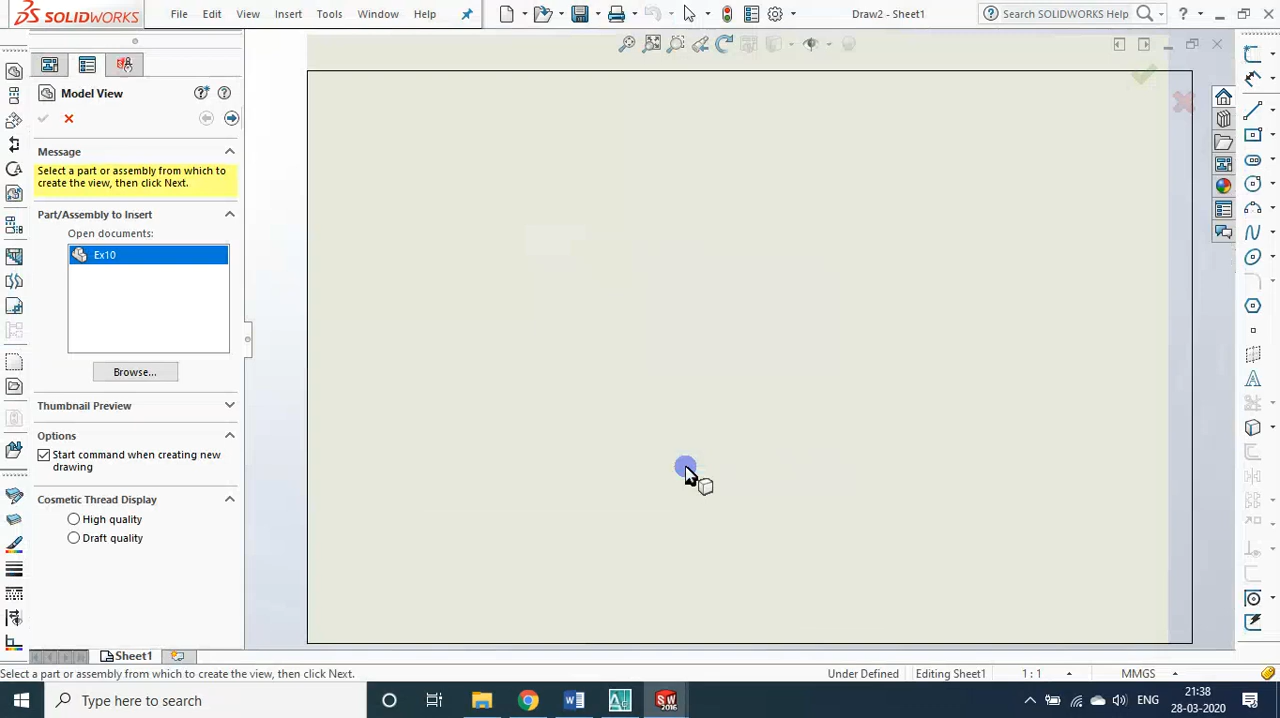 SOLIDWORKS File Edit View Insert Tools Window Help Draw2 - Sheet1 Search SOLIDWORKS Help ?
Model View
Message
Select a part or assembly from which to
create the view, then click Next.
Part/Assembly to Insert
Open documents:
Ex10
Browse...
Thumbnail Preview
Options
Start command when creating new
drawing
Cosmetic Thread Display
High quality
Draft quality
Sheet1
Select a part or assembly from which to create the view, then click Next. Under Defined Editing Sheet1 1 : 1 MMGS
Type here to search SW 2016 ENG 21:38
28-03-2020